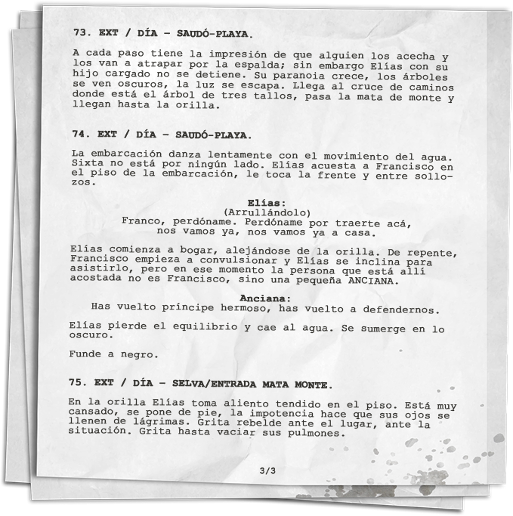 73. EXT / DÍA – SAUDÓ-PLAYA.
A cada paso tiene la impresión de que alguien los acecha y
los van a atrapar por la espalda; sin embargo Elías con su
hijo cargado no se detiene. Su paranoia crece, los árboles
se ven oscuros, la luz se escapa. Llega al cruce de caminos
donde está el árbol de tres tallos, pasa la mata de monte y
llegan hasta la orilla.
74. EXT / DÍA – SAUDÓ-PLAYA.
La embarcación danza lentamente con el movimiento del agua.
Sixta no está por ningún lado. Elías acuesta a Francisco en
el piso de la embarcación, le toca la frente y entre sollo-
zos.
Elías:
(Arrullándolo)
Franco, perdóname. Perdóname por traerte acá,
nos vamos ya, nos vamos ya a casa.
Elías comienza a bogar, alejándose de la orilla. De repente,
Francisco empieza a convulsionar y Elías se inclina para
asistirlo, pero en ese momento la persona que está allí
acostada no es Francisco, sino una pequeña ANCIANA.
Anciana:
Has vuelto príncipe hermoso, has vuelto a defendernos.
Elías pierde el equilibrio y cae al agua. Se sumerge en lo
oscuro.
Funde a negro.
75. EXT / DÍA – SELVA/ENTRADA MATA MONTE.
En la orilla Elías toma aliento tendido en el piso. Está muy
cansado, se pone de pie, la impotencia hace que sus ojos se
llenen de lágrimas. Grita rebelde ante el lugar, ante la
situación. Grita hasta vaciar sus pulmones.
3/3